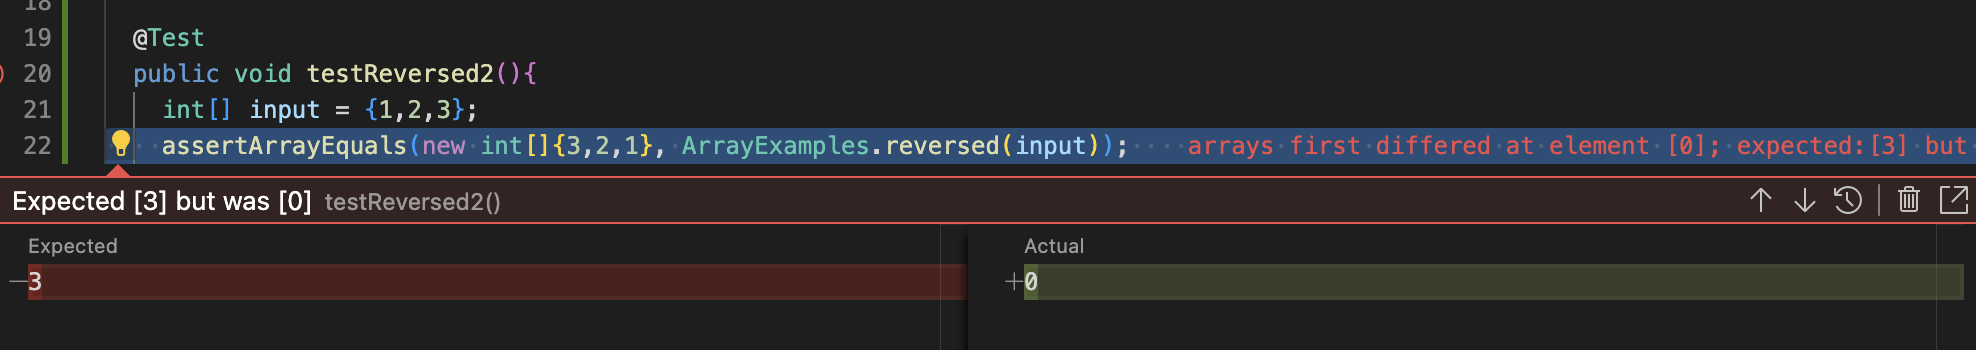 18
19 @Test
20 public void testReversed2(){
21 int[] input = {1,2,3};
22 assertArrayEquals(new int[]{3,2,1}, ArrayExamples.reversed(input)); arrays first differed at element [0]; expected:[3] but
Expected [3] but was [0] testReversed2()
Expected Actual
—3 +0